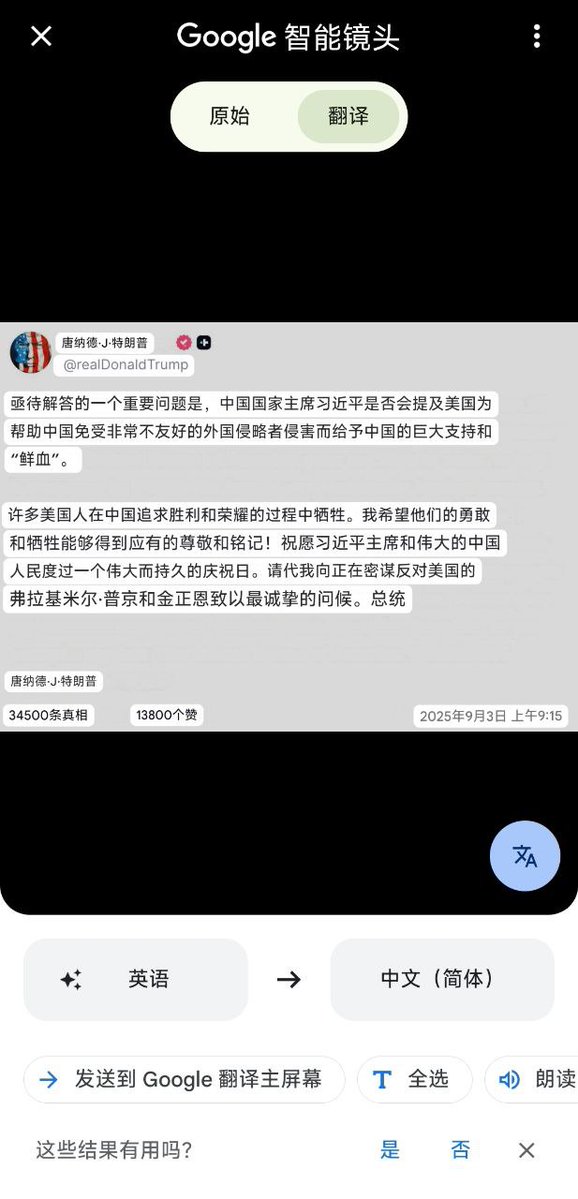 Google 智能镜头
原始
翻译
唐纳德·J·特朗普
@realDonaldTrump
亟待解答的一个重要问题是，中国国家主席习近平是否会提及美国为
帮助中国免受非常不友好的外国侵略者侵害而给予中国的巨大支持和
“鲜血”。
许多美国人在中国追求胜利和荣耀的过程中牺牲。我希望他们的勇敢
和牺牲能够得到应有的尊敬和铭记！祝愿习近平主席和伟大的中国
人民度过一个伟大而持久的庆祝日。请代我向正在密谋反对美国的
弗拉基米尔·普京和金正恩致以最诚挚的问候。总统
唐纳德·J·特朗普
34500条真相
13800个赞
2025年9月3日 上午9:15
英语
中文（简体）
发送到 Google 翻译主屏幕
全选
朗读
这些结果有用吗？
是
否